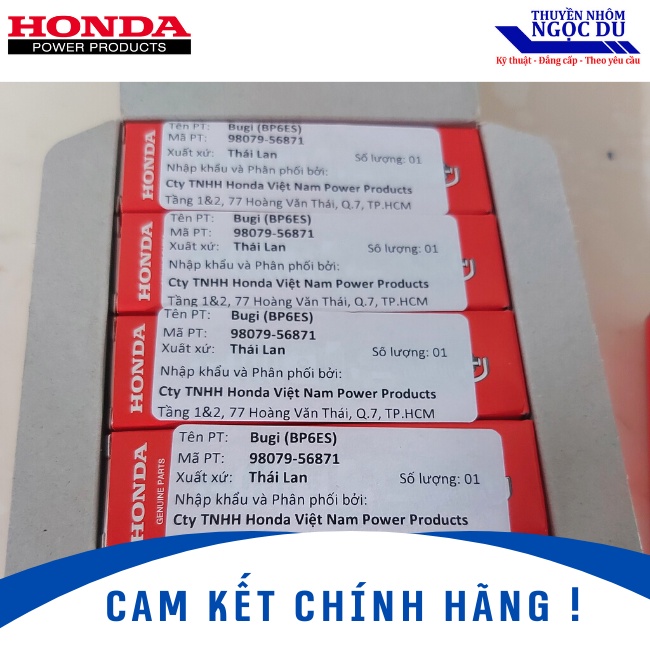 HONDA
POWER PRODUCTS
THUYỀN NHÔM
NGỌC DU
Kỹ thuật - Đẳng cấp - Theo yêu cầu
HONDA
Tên PT: Bugi (BP6ES)
Mã PT: 98079-56871
Xuất xứ: Thái Lan Số lượng: 01
Nhập khẩu và Phân phối bởi:
Cty TNHH Honda Việt Nam Power Products
Tầng 1&2, 77 Hoàng Văn Thái, Q.7, TP.HCM
HONDA
Tên PT: Bugi (BP6ES)
Mã PT: 98079-56871
Xuất xứ: Thái Lan Số lượng: 01
Nhập khẩu và Phân phối bởi:
Cty TNHH Honda Việt Nam Power Products
Tầng 1&2, 77 Hoàng Văn Thái, Q.7, TP.HCM
HONDA
Tên PT: Bugi (BP6ES)
Mã PT: 98079-56871
Xuất xứ: Thái Lan Số lượng: 01
Nhập khẩu và Phân phối bởi:
Cty TNHH Honda Việt Nam Power Products
Tầng 1&2, 77 Hoàng Văn Thái, Q.7, TP.HCM
HONDA
GENUINE PARTS
Tên PT: Bugi (BP6ES)
Mã PT: 98079-56871
Xuất xứ: Thái Lan Số lượng: 01
Nhập khẩu và Phân phối bởi:
Cty TNHH Honda Việt Nam Power Products
CAM KẾT CHÍNH HÃNG !